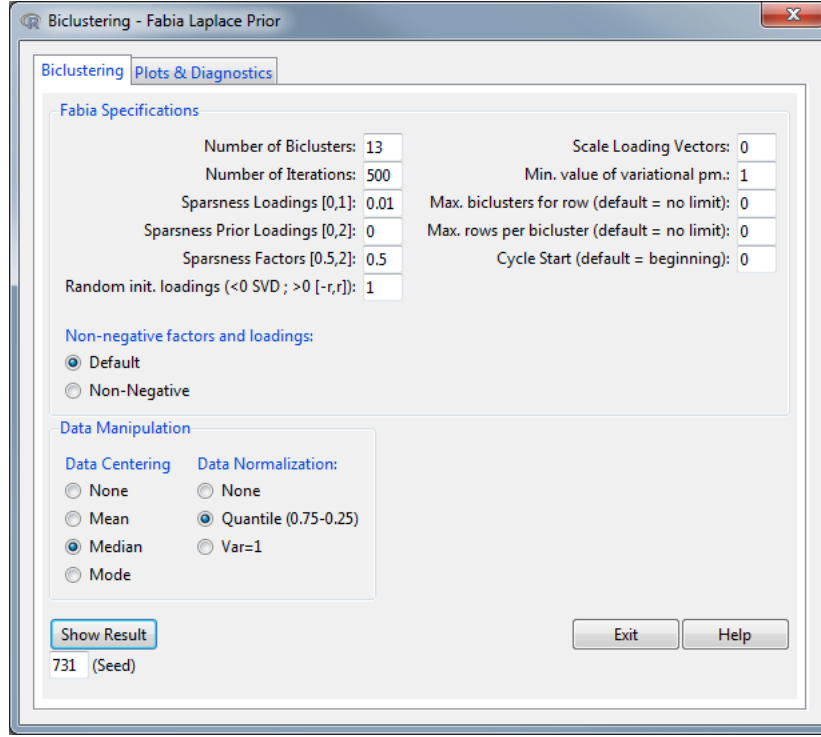 Biclustering - Fabia Laplace Prior
Biclustering Plots & Diagnostics
Fabia Specifications
Number of Biclusters: 13 Scale Loading Vectors: 0
Number of Iterations: 500 Min. value of variational pm.: 1
Sparsness Loadings [0,1]: 0.01 Max. biclusters for row (default = no limit): 0
Sparsness Prior Loadings [0,2]: 0 Max. rows per bicluster (default = no limit): 0
Sparsness Factors [0.5,2]: 0.5 Cycle Start (default = beginning): 0
Random init. loadings (<0 SVD ; >0 [-r,r]): 1
Non-negative factors and loadings:
Default
Non-Negative
Data Manipulation
Data Centering Data Normalization:
None None
Mean Quantile (0.75-0.25)
Median Var=1
Mode
Show Result Exit Help
731 (Seed)